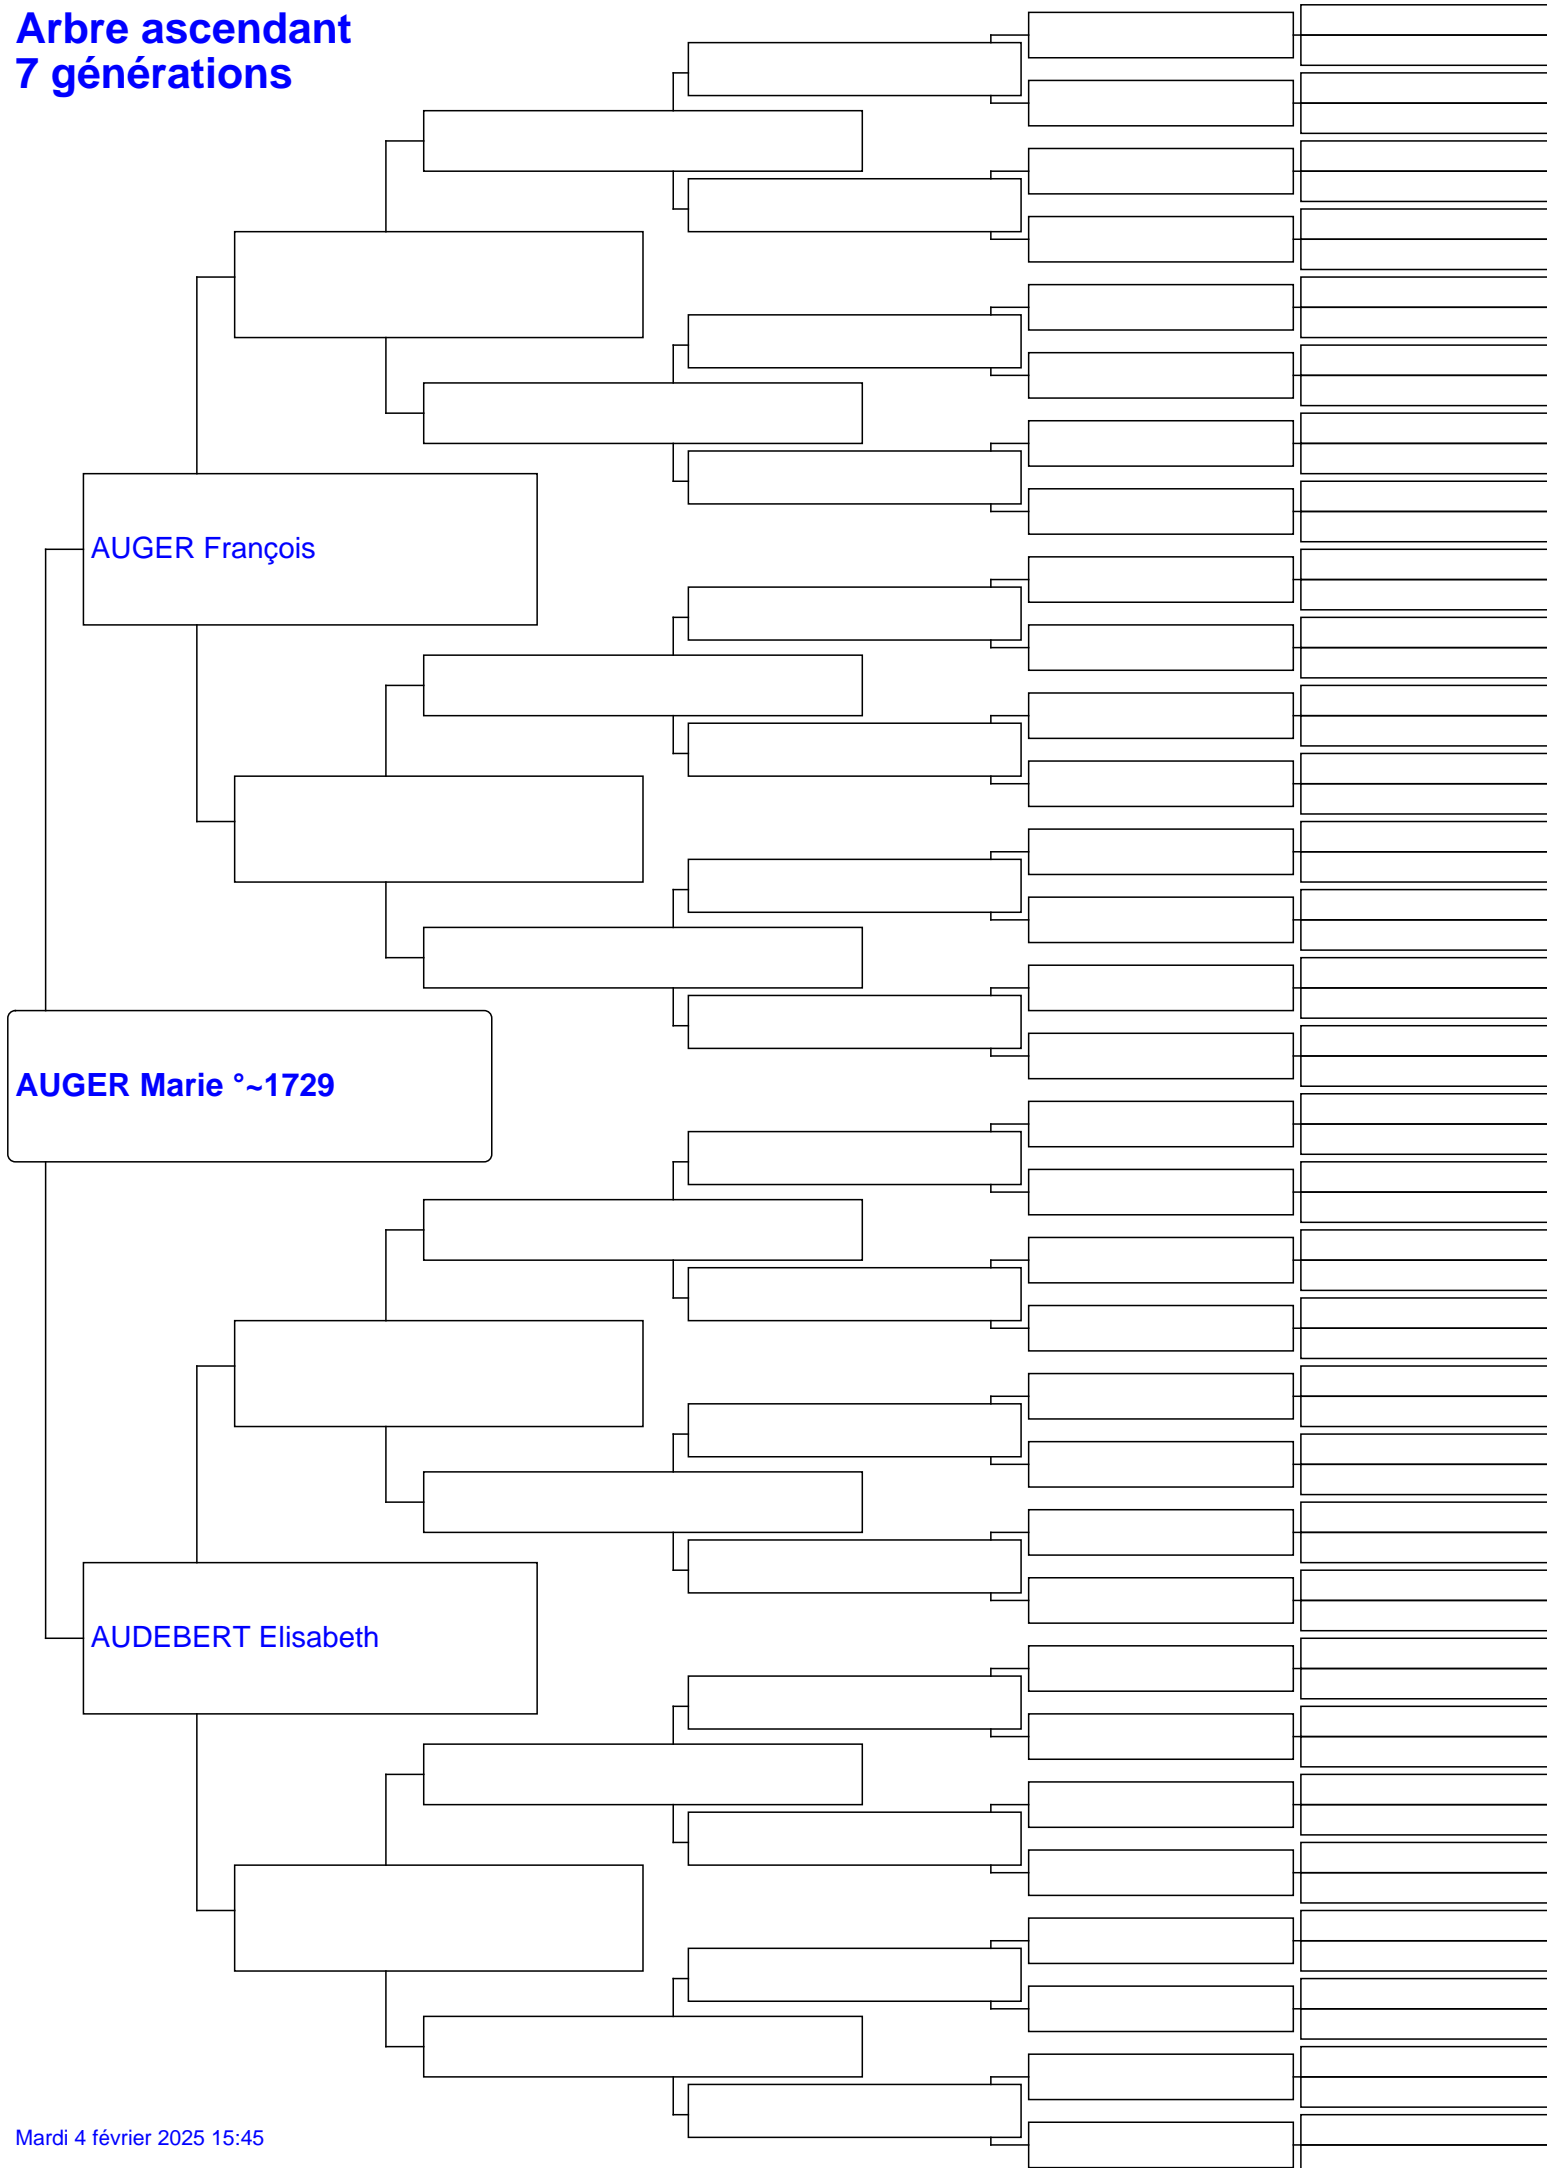 Arbre ascendant
7 générations
AUGER François
AUGER Marie °~1729
AUDEBERT Elisabeth
Mardi 4 février 2025 15:45